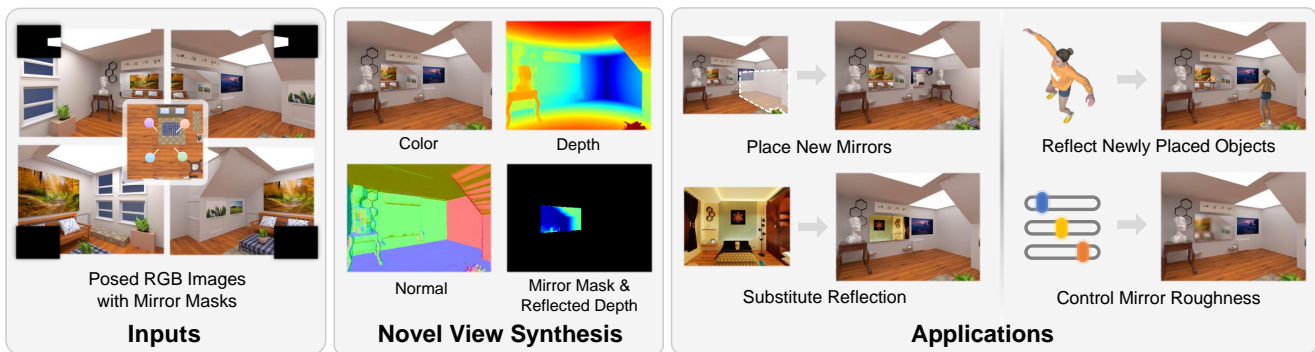 Posed RGB Images
with Mirror Masks
Inputs
Color
Depth
Normal
Mirror Mask &
Reflected Depth
Novel View Synthesis
Place New Mirrors
Reflect Newly Placed Objects
Substitute Reflection
Control Mirror Roughness
Applications